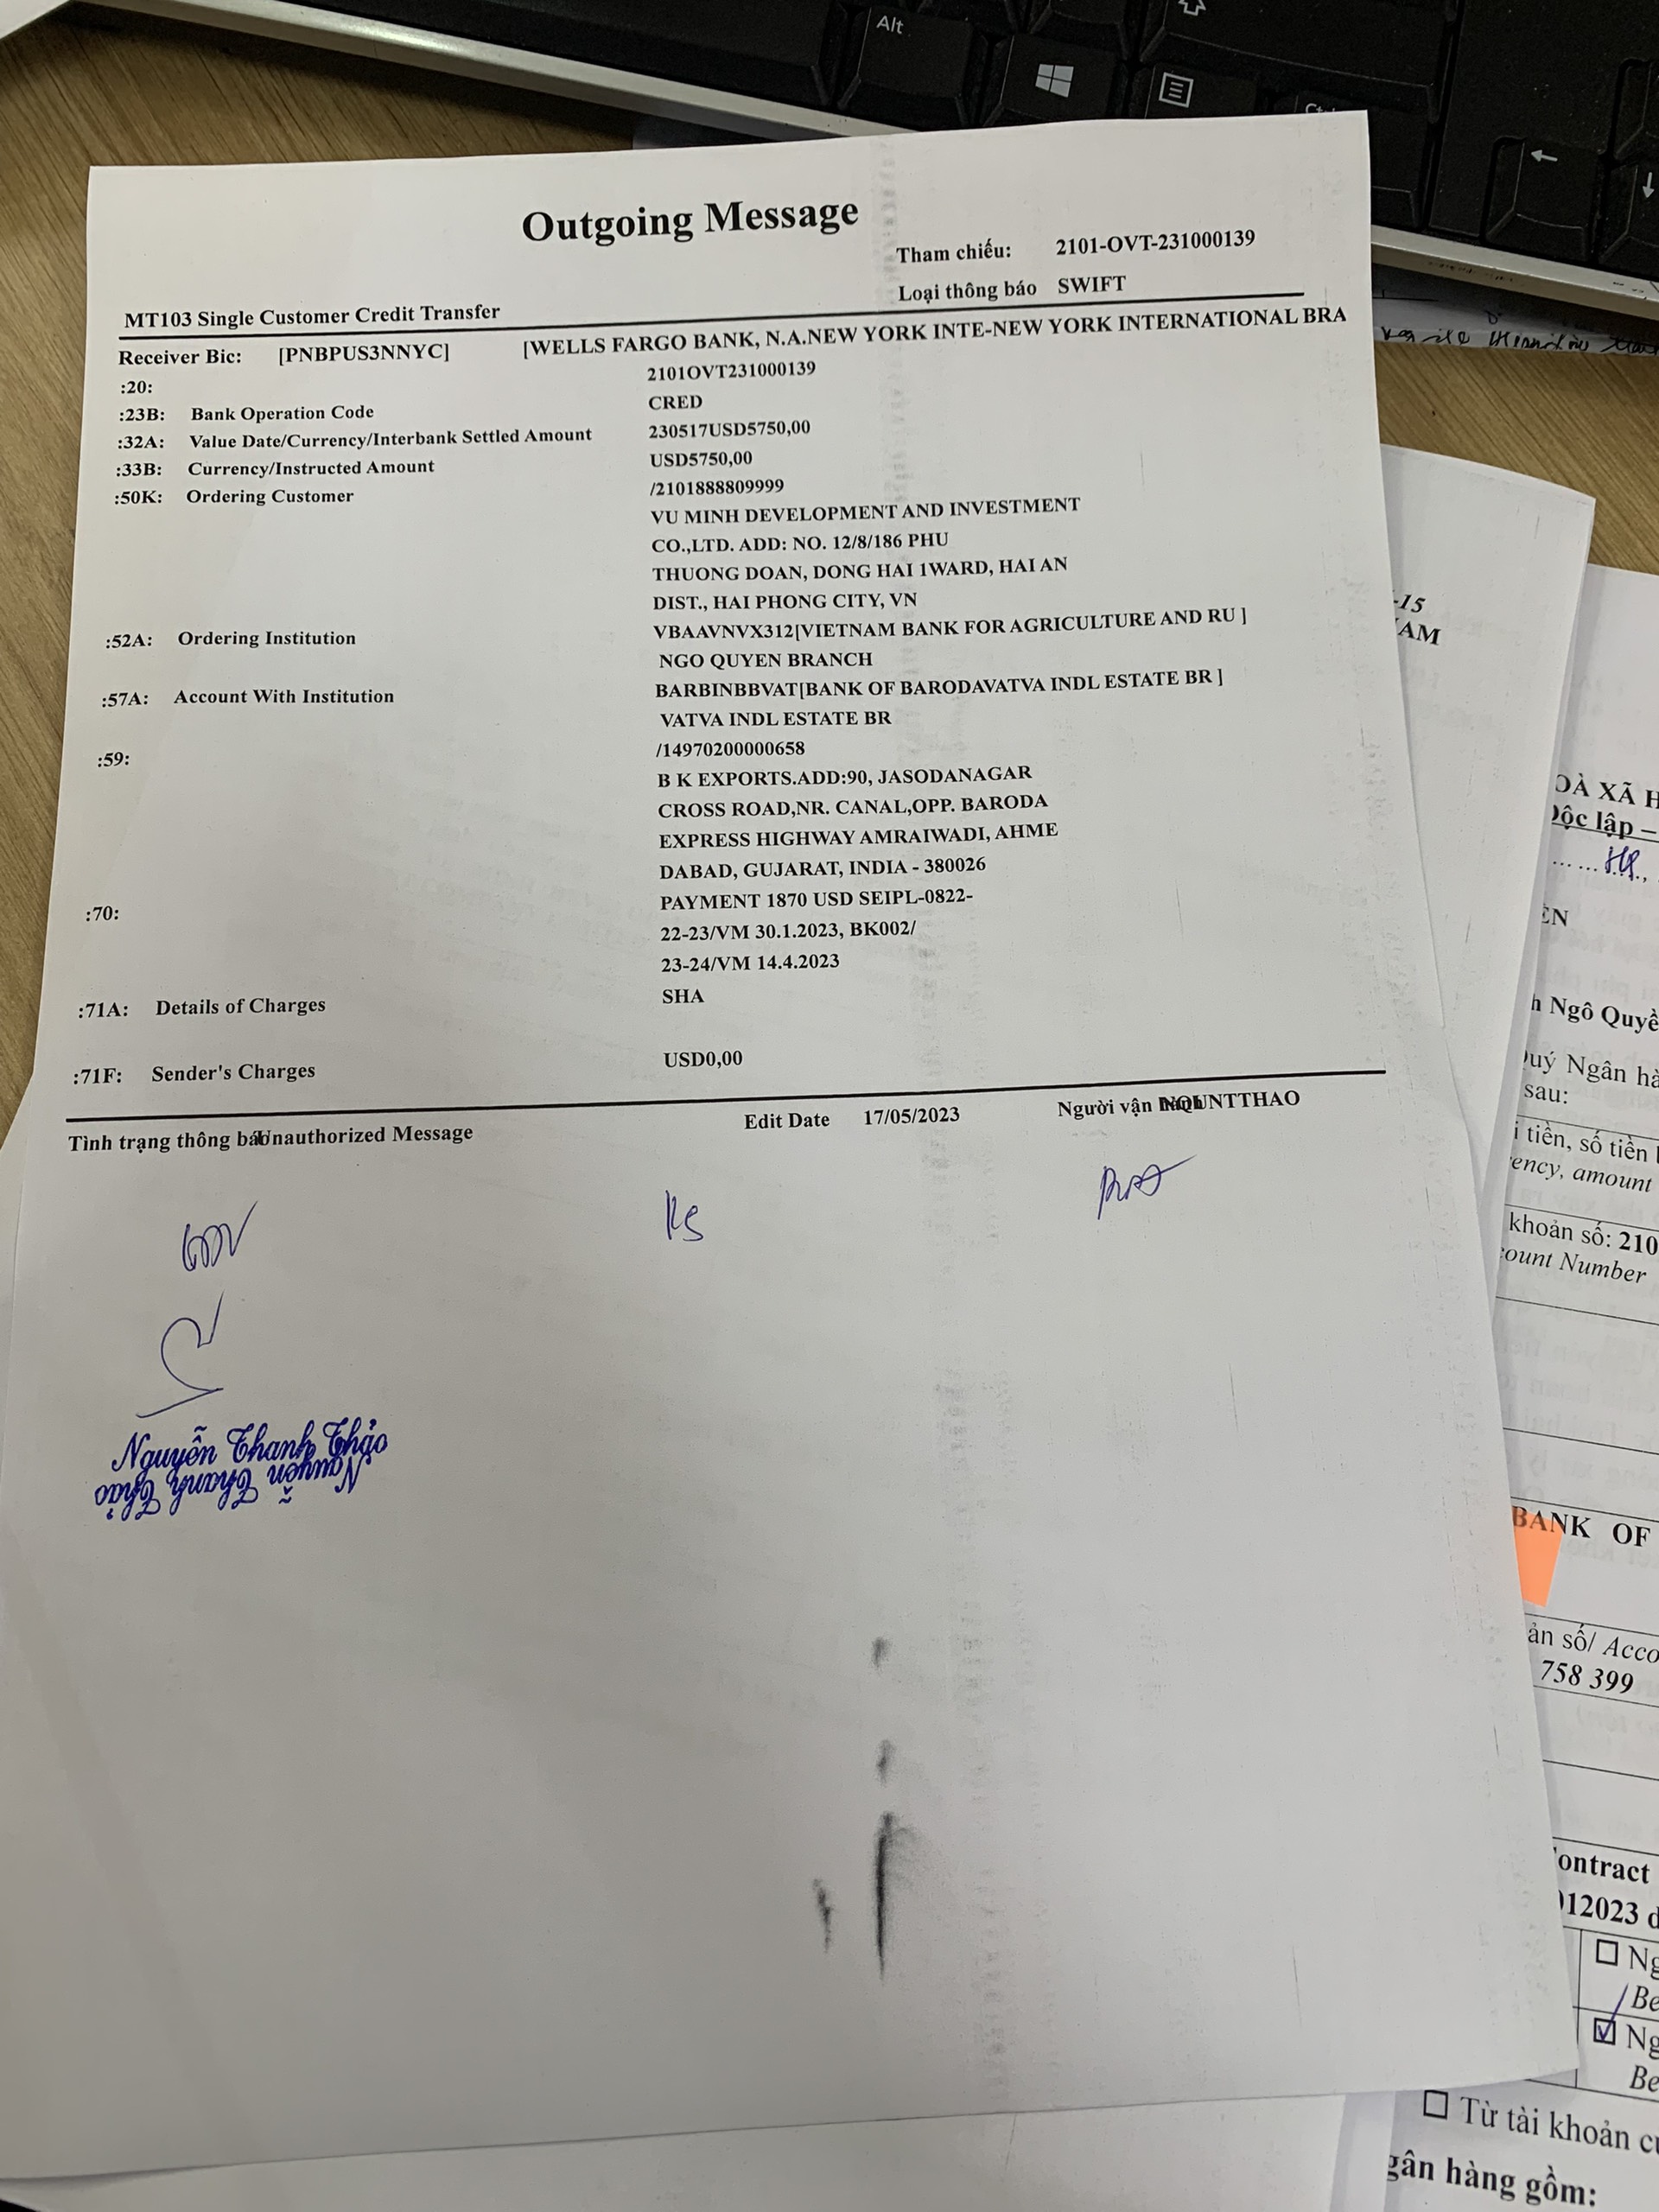 Alt
Outgoing Message
Tham chiếu: 2101-OVT-231000139
Loại thông báo SWIFT
MT103 Single Customer Credit Transfer
Receiver Bic: [PNBPUS3NNYC] [WELLS FARGO BANK, N.A.NEW YORK INTE-NEW YORK INTERNATIONAL BRA
:20: 2101OVT231000139
:23B: Bank Operation Code CRED
:32A: Value Date/Currency/Interbank Settled Amount 230517USD5750,00
:33B: Currency/Instructed Amount USD5750,00
:50K: Ordering Customer /2101888809999
VU MINH DEVELOPMENT AND INVESTMENT
CO.,LTD. ADD: NO. 12/8/186 PHU
THUONG DOAN, DONG HAI 1WARD, HAI AN
DIST., HAI PHONG CITY, VN
:52A: Ordering Institution VBAAVNVX312[VIETNAM BANK FOR AGRICULTURE AND RU ]
NGO QUYEN BRANCH
:57A: Account With Institution BARBINBBVAT[BANK OF BARODAVATVA INDL ESTATE BR ]
VATVA INDL ESTATE BR
:59: /14970200000658
B K EXPORTS.ADD:90, JASODANAGAR
CROSS ROAD,NR. CANAL,OPP. BARODA
EXPRESS HIGHWAY AMRAIWADI, AHME
DABAD, GUJARAT, INDIA - 380026
:70: PAYMENT 1870 USD SEIPL-0822-
22-23/VM 30.1.2023, BK002/
23-24/VM 14.4.2023
:71A: Details of Charges SHA
:71F: Sender's Charges USD0,00
Tình trạng thông báo Unauthorized Message Edit Date 17/05/2023 Người vận hành NQUNTTHAO
Nguyễn Thanh Thảo
Nguyễn Thanh Thảo
-15
AM
OÀ XÃ H
Độc lập –
ÊN
h Ngô Quyề
Quý Ngân hà
sau:
i tiền, số tiền
rency, amount
khoản số: 210
count Number
BANK OF
ản số/ Acco
758 399
ontract
012023 d
Ng
/Be
Ng
Be
Từ tài khoản củ
gân hàng gồm: